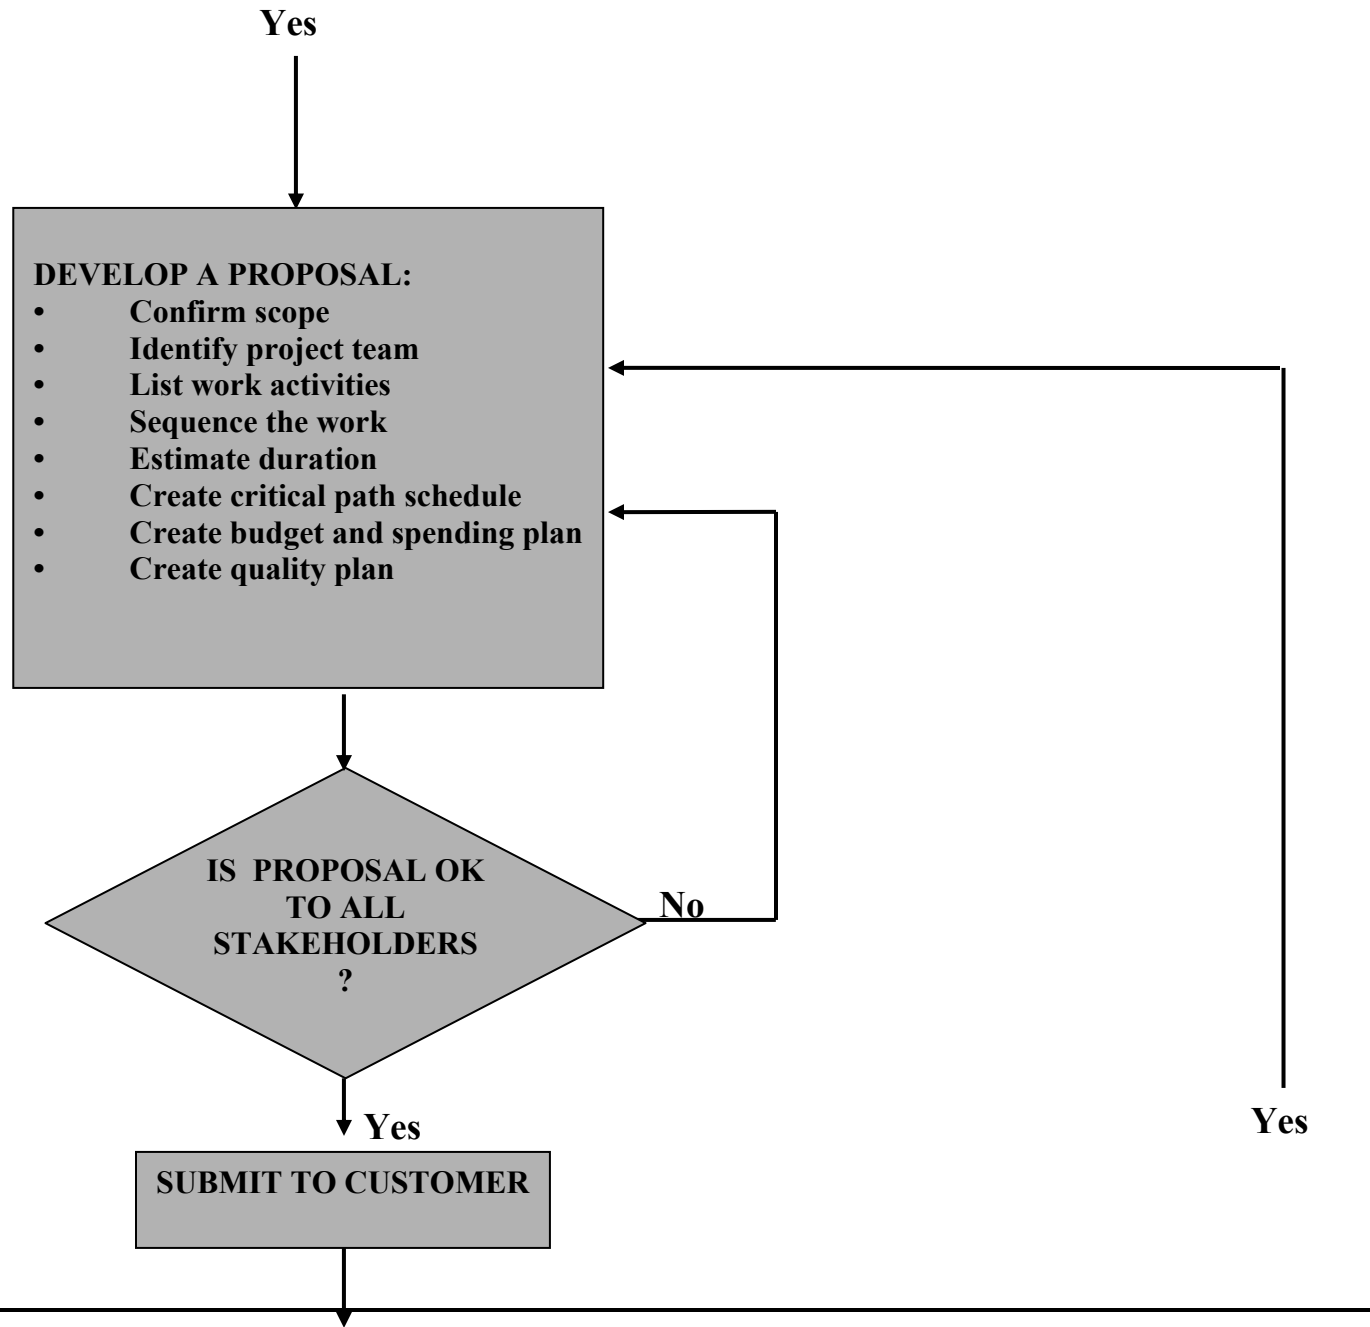 Yes
DEVELOP A PROPOSAL:
• Confirm scope
• Identify project team
• List work activities
• Sequence the work
• Estimate duration
• Create critical path schedule
• Create budget and spending plan
• Create quality plan
IS PROPOSAL OK
TO ALL
STAKEHOLDERS
?
No
Yes
Yes
SUBMIT TO CUSTOMER